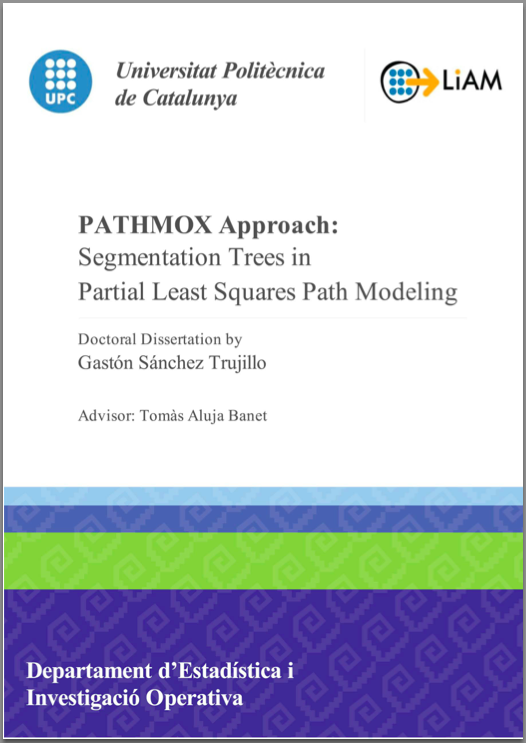 UPC
Universitat Politècnica
de Catalunya
LiAM
PATHMOX Approach:
Segmentation Trees in
Partial Least Squares Path Modeling
Doctoral Dissertation by
Gastón Sánchez Trujillo
Advisor: Tomàs Aluja Banet
Departament d’Estadística i
Investigació Operativa